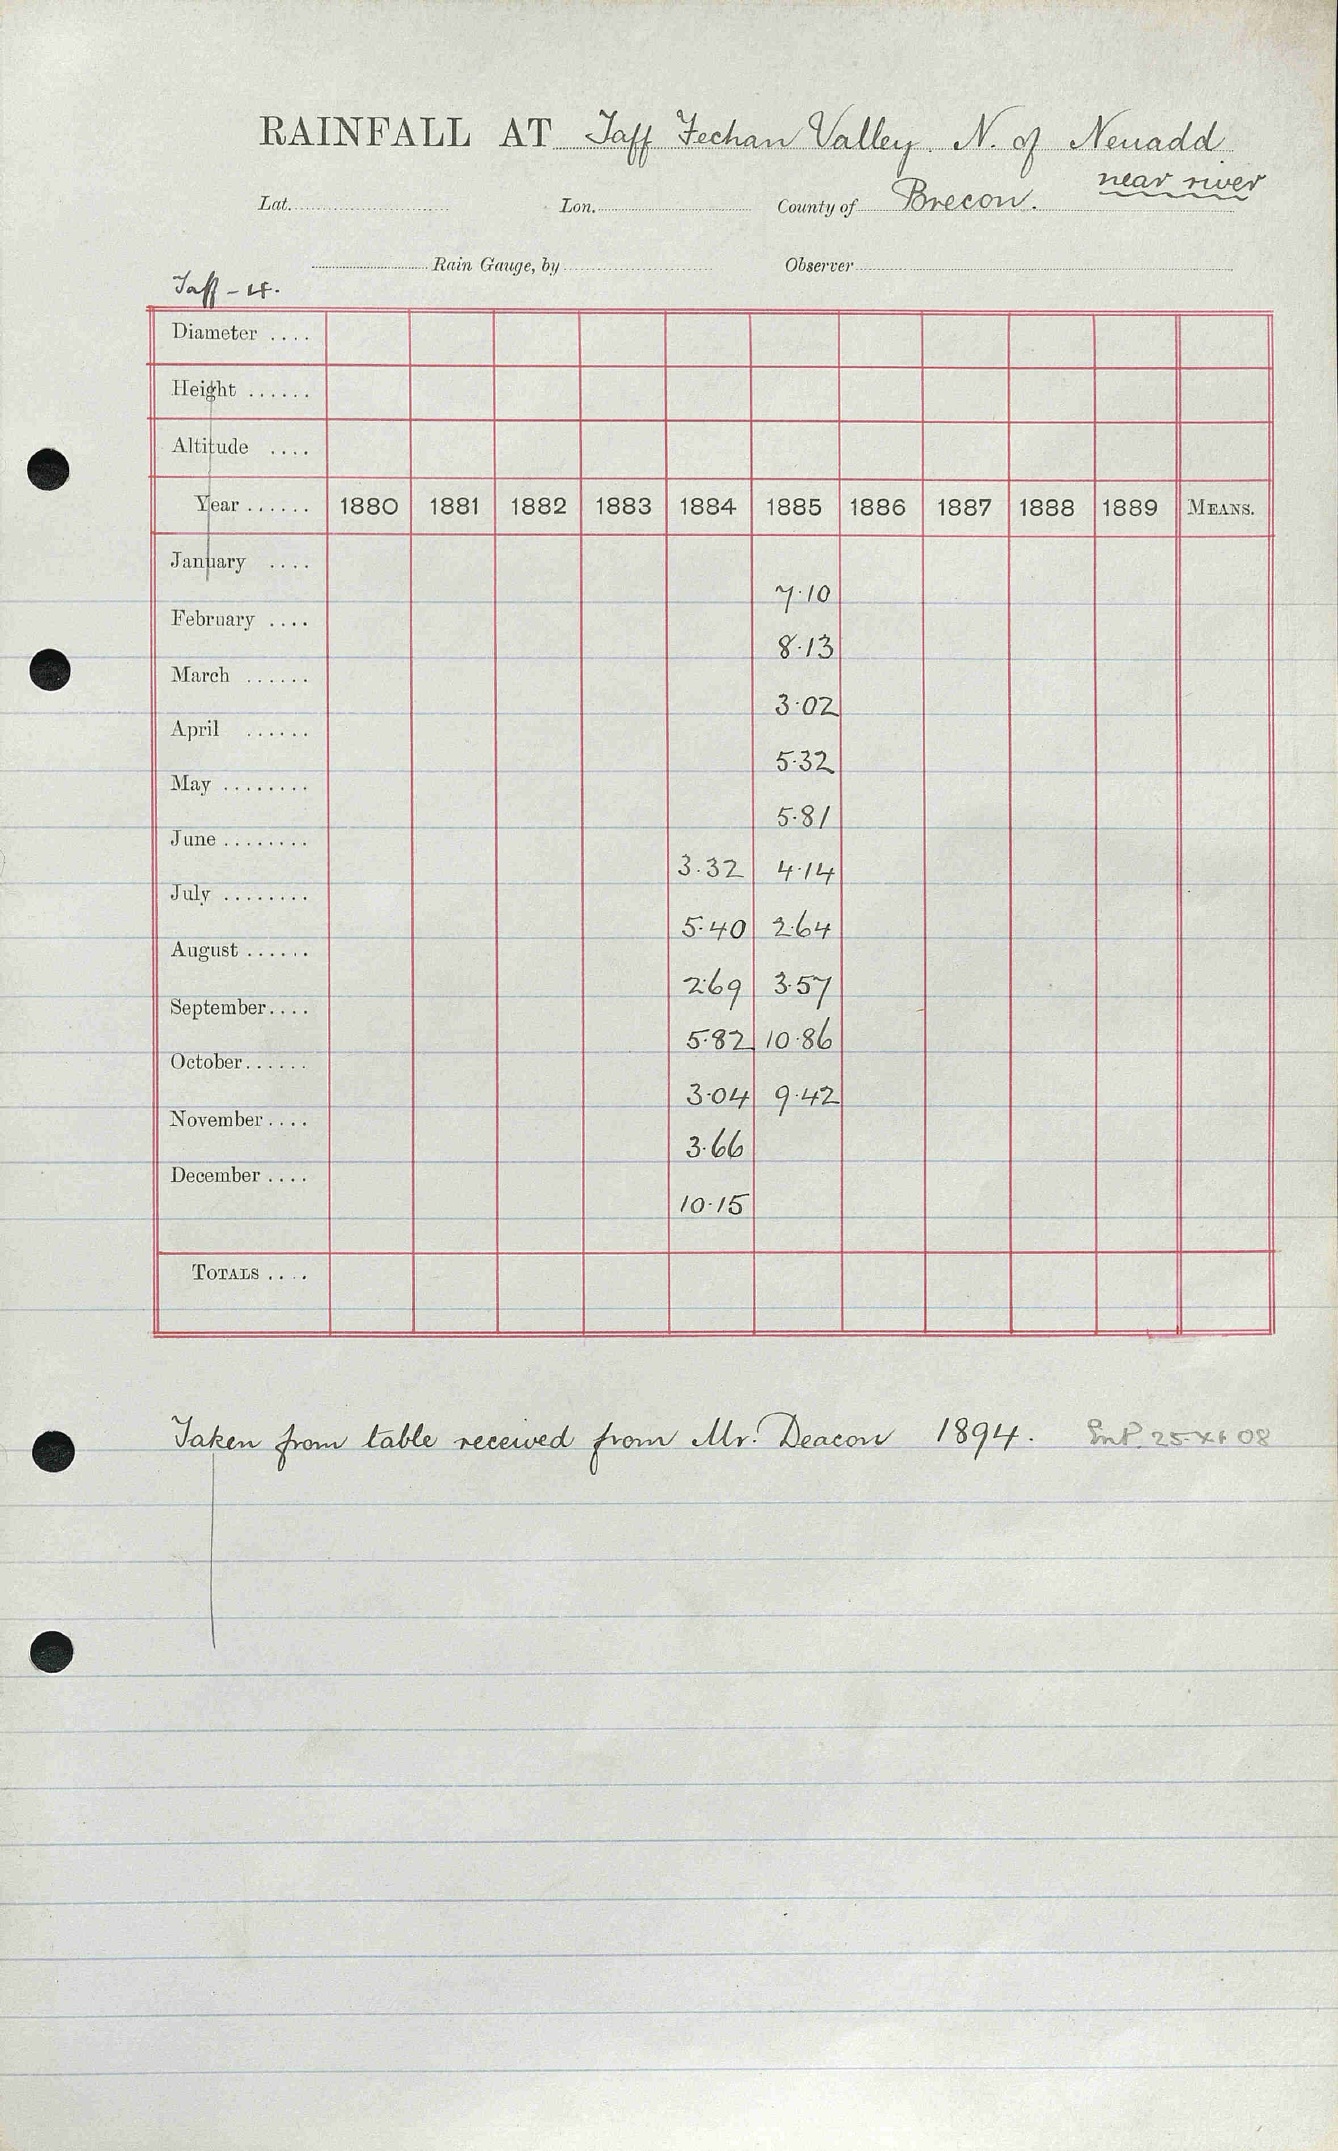 RAINFALL AT Taff Fechan Valley. N. of Neuadd
near river
Lat. Lon. County of Brecon.
Rain Gauge, by Observer
Taff - 4.
Diameter ....
Height ......
Altitude ....
Year ...... 1880 1881 1882 1883 1884 1885 1886 1887 1888 1889 MEANS.
January ....
7.10
February ....
8.13
March ......
3.02
April ......
5.32
May ........
5.81
June ........
3.32 4.14
July ........
5.40 2.64
August ......
2.69 3.57
September....
5.82 10.86
October......
3.04 9.42
November....
3.66
December ....
10.15
TOTALS ....
Taken from table received from Mr. Deacon 1894. 25.XI 08